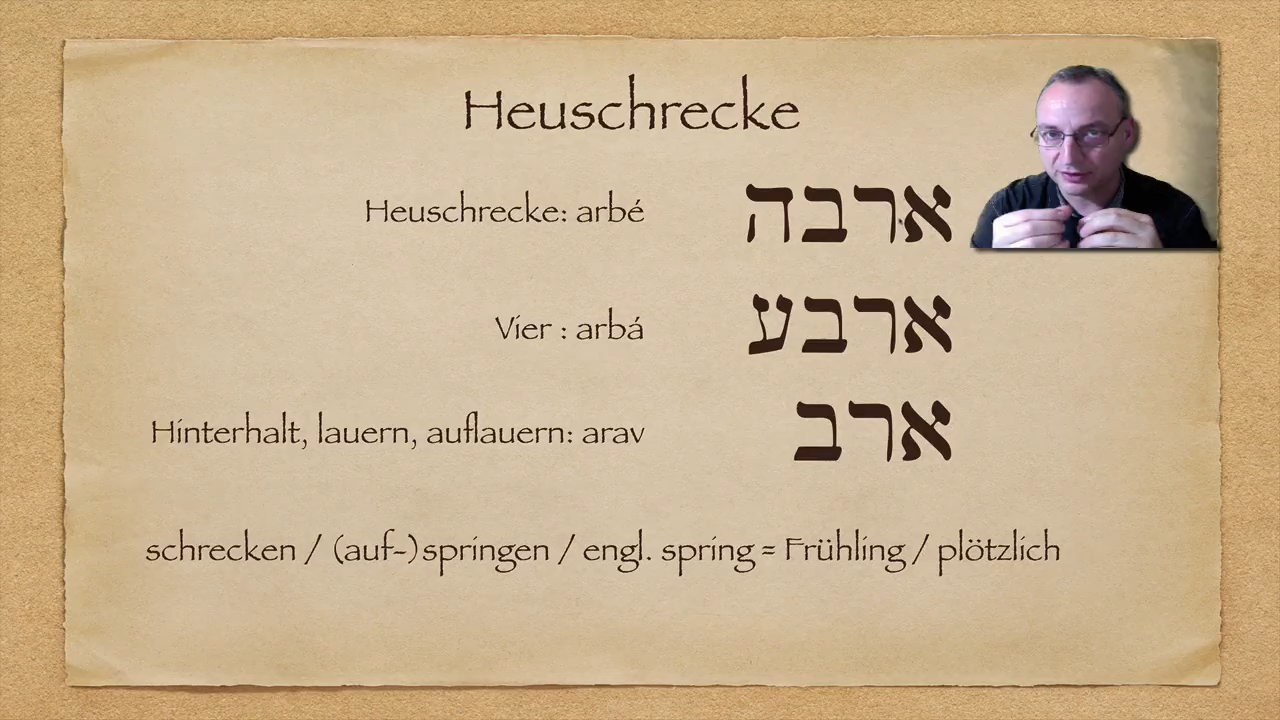 Heuschrecke
Heuschrecke: arbé ארבה
Vier : arbá ארבע
Hinterhalt, lauern, auflauern: arav ארב
schrecken / (auf-)springen / engl. spring = Frühling / plötzlich